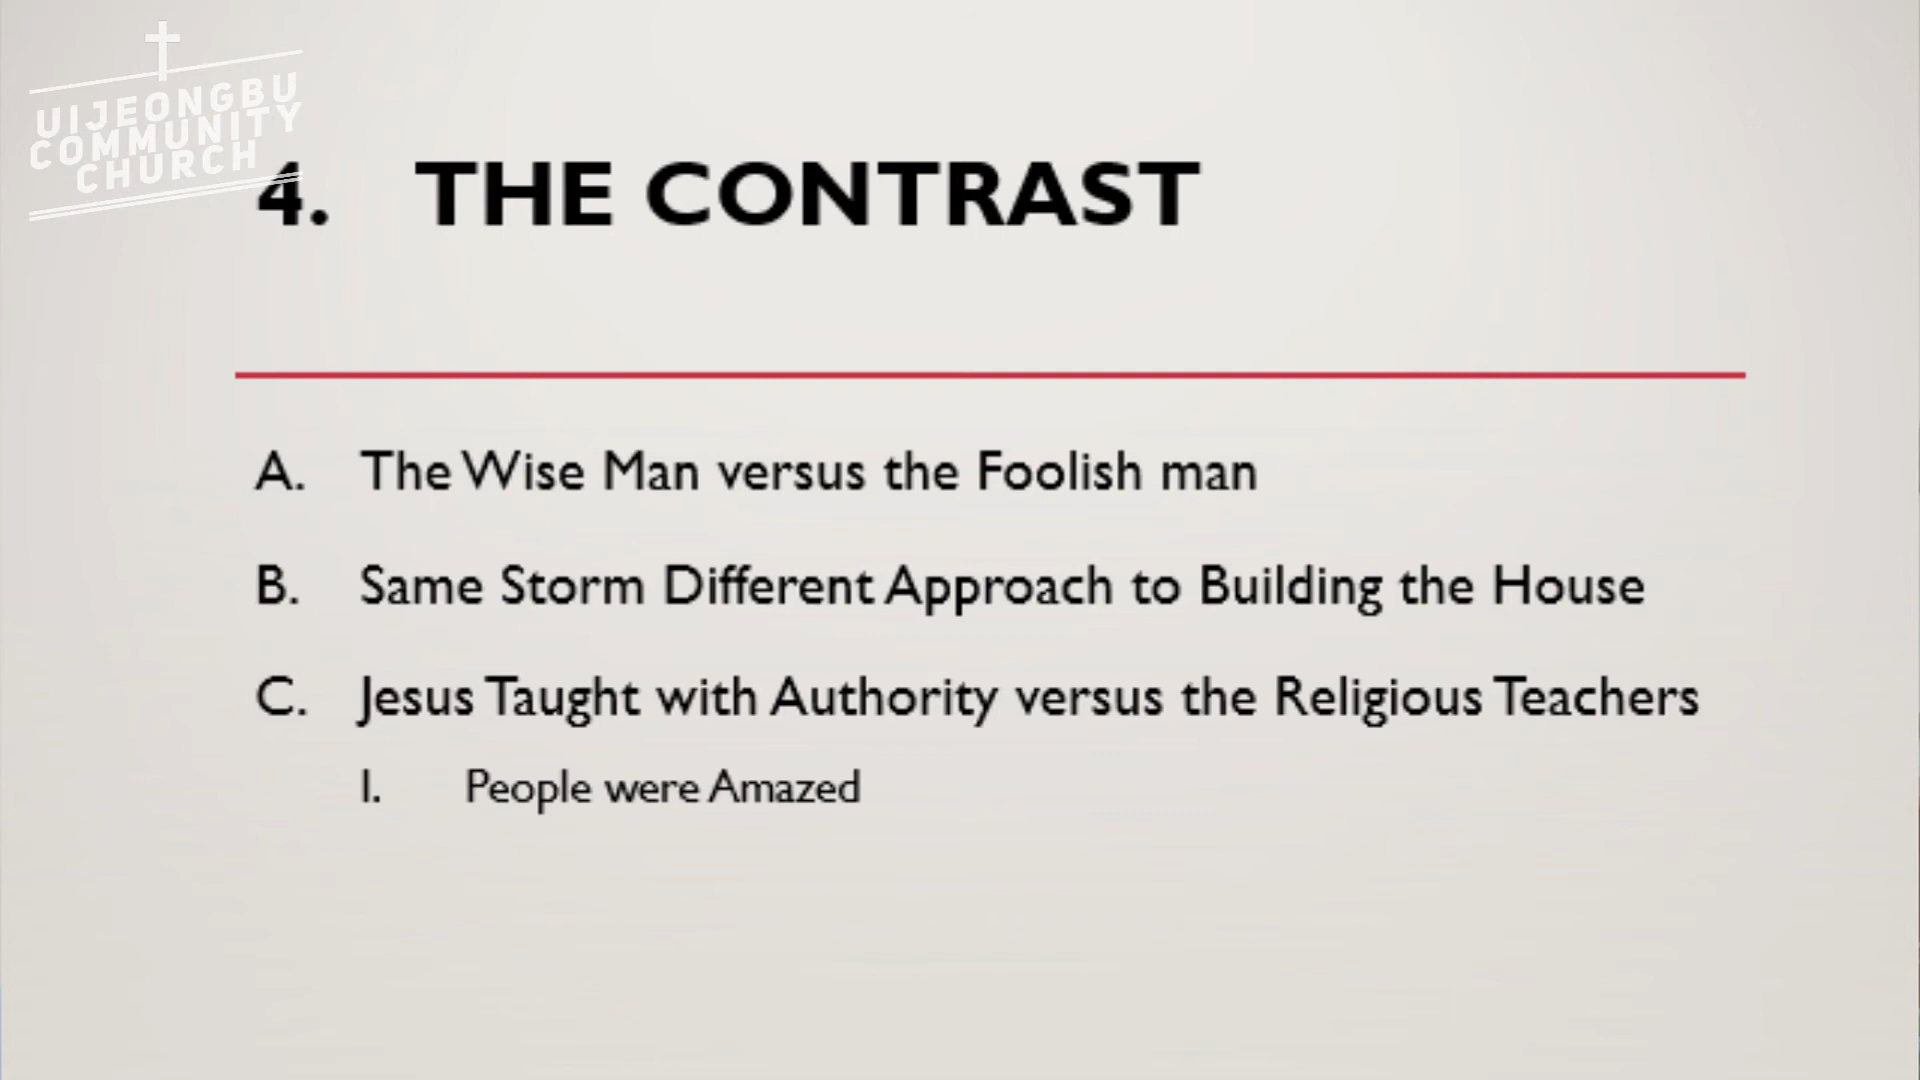 UIJEONGBU
COMMUNITY
CHURCH
4. THE CONTRAST
A. The Wise Man versus the Foolish man
B. Same Storm Different Approach to Building the House
C. Jesus Taught with Authority versus the Religious Teachers
I. People were Amazed